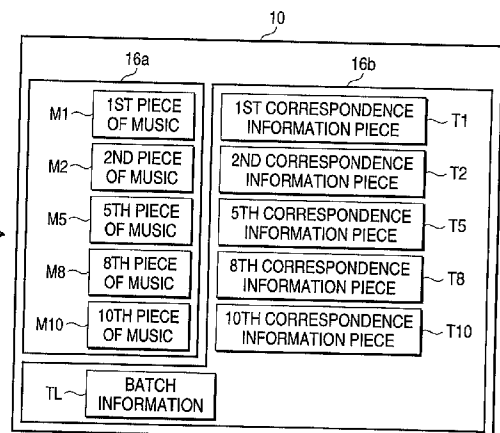 10
16a
16b
M1
1ST PIECE
OF MUSIC
1ST CORRESPONDENCE
INFORMATION PIECE
T1
M2
2ND PIECE
OF MUSIC
2ND CORRESPONDENCE
INFORMATION PIECE
T2
M5
5TH PIECE
OF MUSIC
5TH CORRESPONDENCE
INFORMATION PIECE
T5
M8
8TH PIECE
OF MUSIC
8TH CORRESPONDENCE
INFORMATION PIECE
T8
M10
10TH PIECE
OF MUSIC
10TH CORRESPONDENCE
INFORMATION PIECE
T10
TL
BATCH
INFORMATION